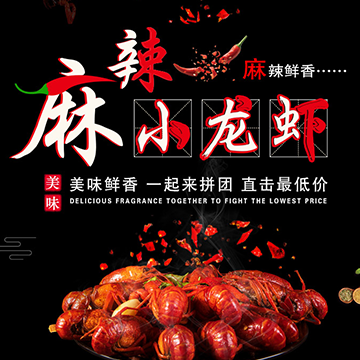 麻辣
麻辣鲜香……
小龙虾
美味
美味鲜香 一起来拼团 直击最低价
DELICIOUS FRAGRANCE TOGETHER TO FIGHT THE LOWEST PRICE